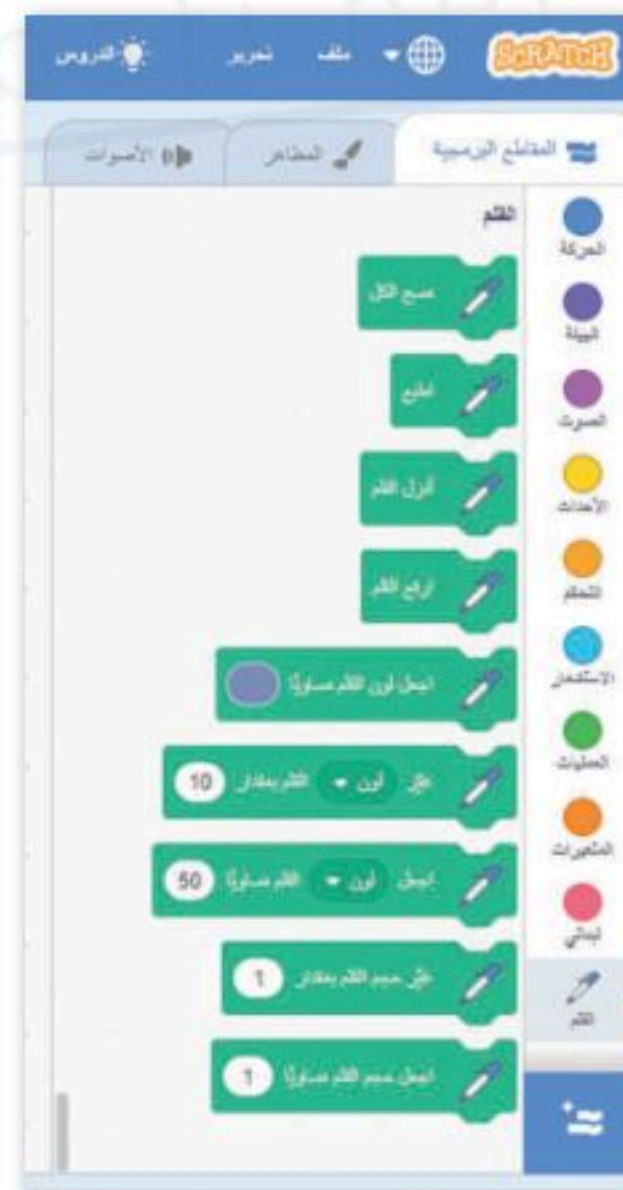 SCRATCH ملف تحرير الدروس
المقاطع البرمجية المظاهر الأصوات
القلم
الحركة
الهيئة
الصوت
الأحداث
التحكم
الاستشعار
العمليات
المتغيرات
لبناتي
القلم
مسح الكل
اطبع
أنزل القلم
ارفع القلم
اجعل لون القلم مساويًا
غيّر لون القلم بمقدار 10
اجعل لون القلم مساويًا 50
غيّر حجم القلم بمقدار 1
اجعل حجم القلم مساويًا 1